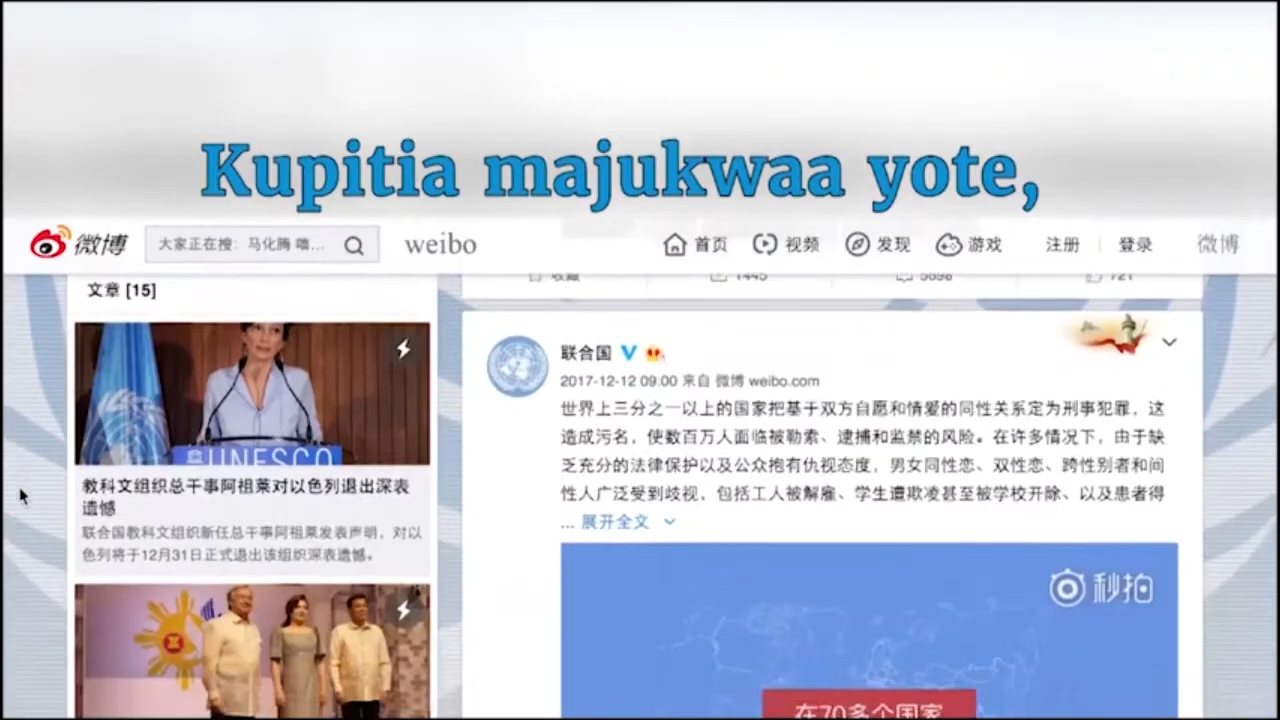 Kupitia majukwaa yote,
微博
大家正在搜: 马化腾 嘻...
weibo
首页
视频
发现
游戏
注册
登录
微博
收藏
1445
5698
721
文章 [15]
UNESCO
教科文组织总干事阿祖莱对以色列退出深表
遗憾
联合国教科文组织新任总干事阿祖莱发表声明，对以
色列将于12月31日正式退出该组织深表遗憾。
联合国
2017-12-12 09:00 来自 微博 weibo.com
世界上三分之一以上的国家把基于双方自愿和情爱的同性关系定为刑事犯罪，这
造成污名，使数百万人面临被勒索、逮捕和监禁的风险。在许多情况下，由于缺
乏充分的法律保护以及公众抱有仇视态度，男女同性恋、双性恋、跨性别者和间
性人广泛受到歧视，包括工人被解雇、学生遭欺凌甚至被学校开除、以及患者得
... 展开全文
秒拍
在70多个国家